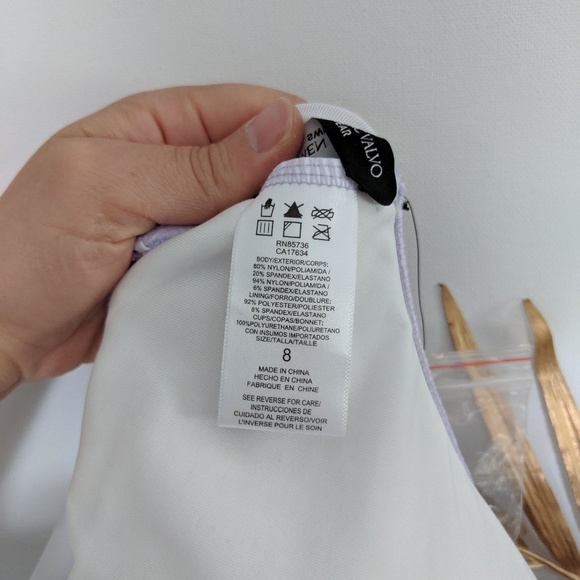 VALVO
RN85736
CA17634
BODY/EXTERIOR/CORPS:
80% NYLON/POLIAMIDA /
20% SPANDEX/ELASTANO
94% NYLON/POLIAMIDA /
6% SPANDEX/ELASTANO
LINING/FORRO/DOUBLURE:
92% POLYESTER/POLIESTER
8% SPANDEX/ELASTANO
CUPS/COPAS/BONNET;
100%POLYURETHANE/POLIURETANO
CON INSUMOS IMPORTADOS
SIZE/TALLA/TAILLE:
8
MADE IN CHINA
HECHO EN CHINA
FABRIQUE EN CHINE
SEE REVERSE FOR CARE/
INSTRUCCIONES DE
CUIDADO AL REVERSO/VOIR
L'INVERSE POUR LE SOIN